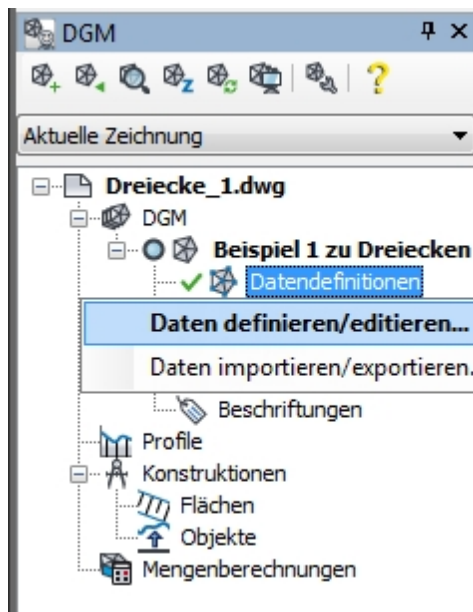 DGM
Aktuelle Zeichnung
Dreiecke_1.dwg
DGM
Beispiel 1 zu Dreiecken
Datendefinitionen
Daten definieren/editieren...
Daten importieren/exportieren.
Beschriftungen
Profile
Konstruktionen
Flächen
Objekte
Mengenberechnungen